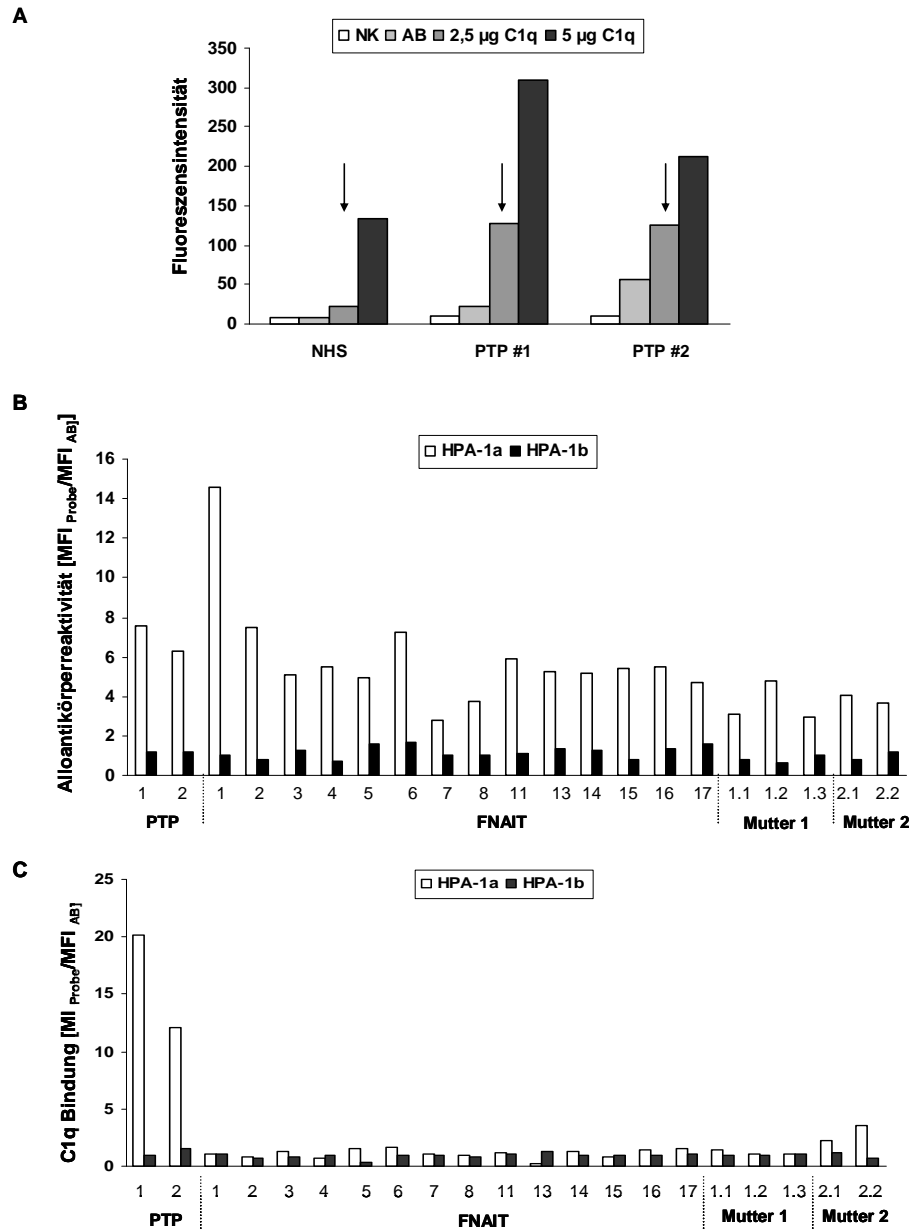 A
NK AB 2,5 µg C1q 5 µg C1q
Fluoreszensintität
350
300
250
200
150
100
50
0
NHS PTP #1 PTP #2
B
Alloantikörperreaktivität [MFI Probe/MFI AB]]
HPA-1a HPA-1b
16
14
12
10
8
6
4
2
0
1 2 1 2 3 4 5 6 7 8 11 13 14 15 16 17 1.1 1.2 1.3 2.1 2.2
PTP FNAIT Mutter 1 Mutter 2
C
C1q Bindung [MI Probe/MFI AB]
HPA-1a HPA-1b
25
20
15
10
5
0
1 2 1 2 3 4 5 6 7 8 11 13 14 15 16 17 1.1 1.2 1.3 2.1 2.2
PTP FNAIT Mutter 1 Mutter 2